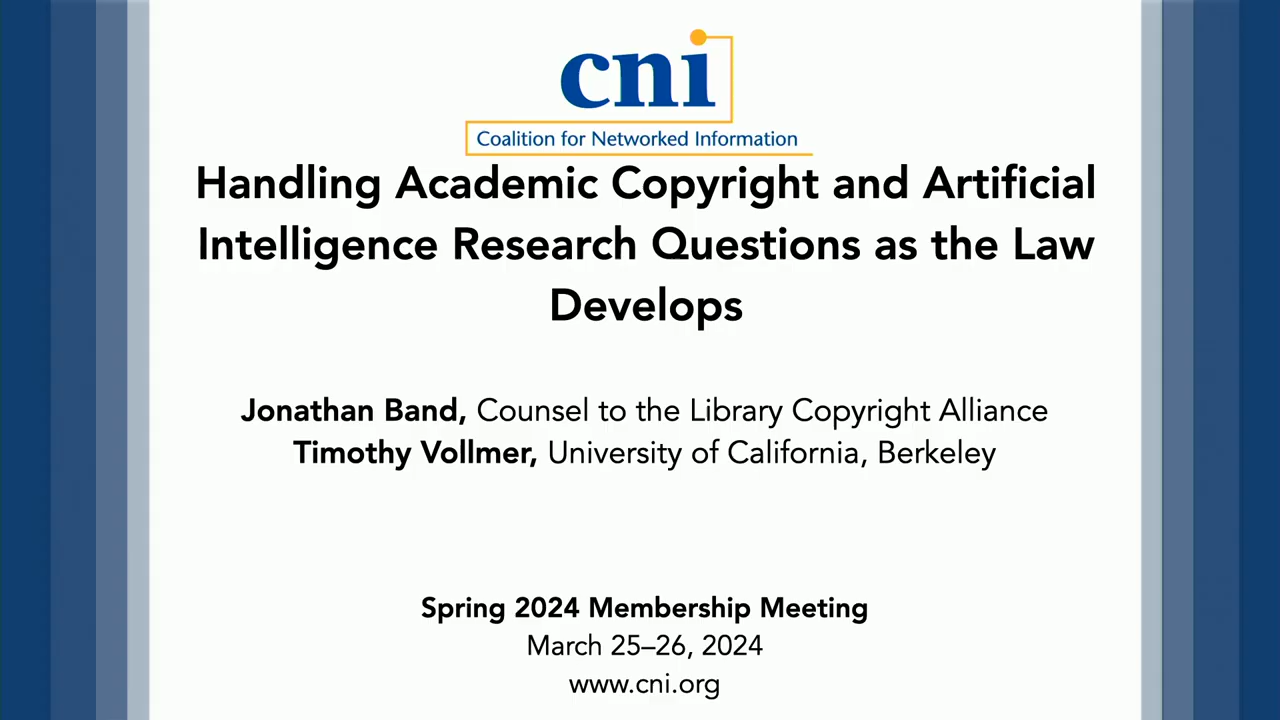 cni
Coalition for Networked Information
Handling Academic Copyright and Artificial
Intelligence Research Questions as the Law
Develops
Jonathan Band, Counsel to the Library Copyright Alliance
Timothy Vollmer, University of California, Berkeley
Spring 2024 Membership Meeting
March 25–26, 2024
www.cni.org